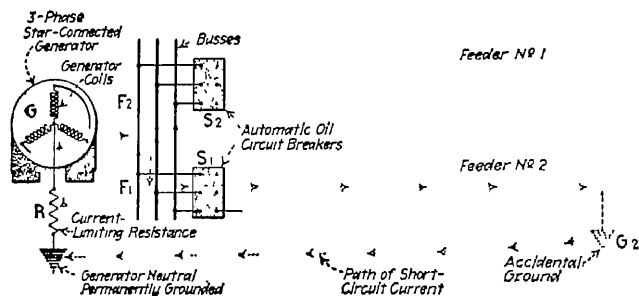 3-Phase
Star-Connected
Generator
Generator
Coils
G
Busses
F2
S2
Automatic Oil
Circuit Breakers
S1
F1
R
Current-
Limiting Resistance
Generator Neutral
Permanently Grounded
Feeder Nº 1
Feeder Nº 2
G2
Accidental
Ground
Path of Short-
Circuit Current